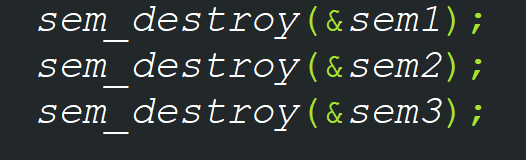 sem_destroy(&sem1);
sem_destroy(&sem2);
sem_destroy(&sem3);